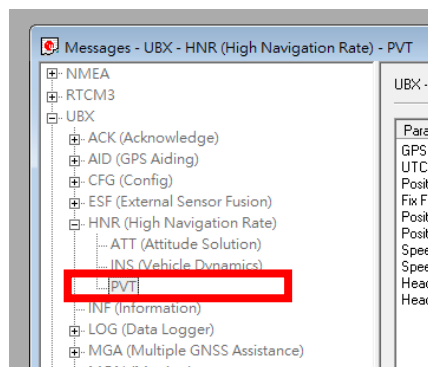 Messages - UBX - HNR (High Navigation Rate) - PVT
NMEA
RTCM3
UBX
ACK (Acknowledge)
AID (GPS Aiding)
CFG (Config)
ESF (External Sensor Fusion)
HNR (High Navigation Rate)
ATT (Attitude Solution)
INS (Vehicle Dynamics)
PVT
INF (Information)
LOG (Data Logger)
MGA (Multiple GNSS Assistance)
UBX -
Para
GPS
UTC
Posit
Fix F
Posit
Posit
Spee
Spee
Head
Head